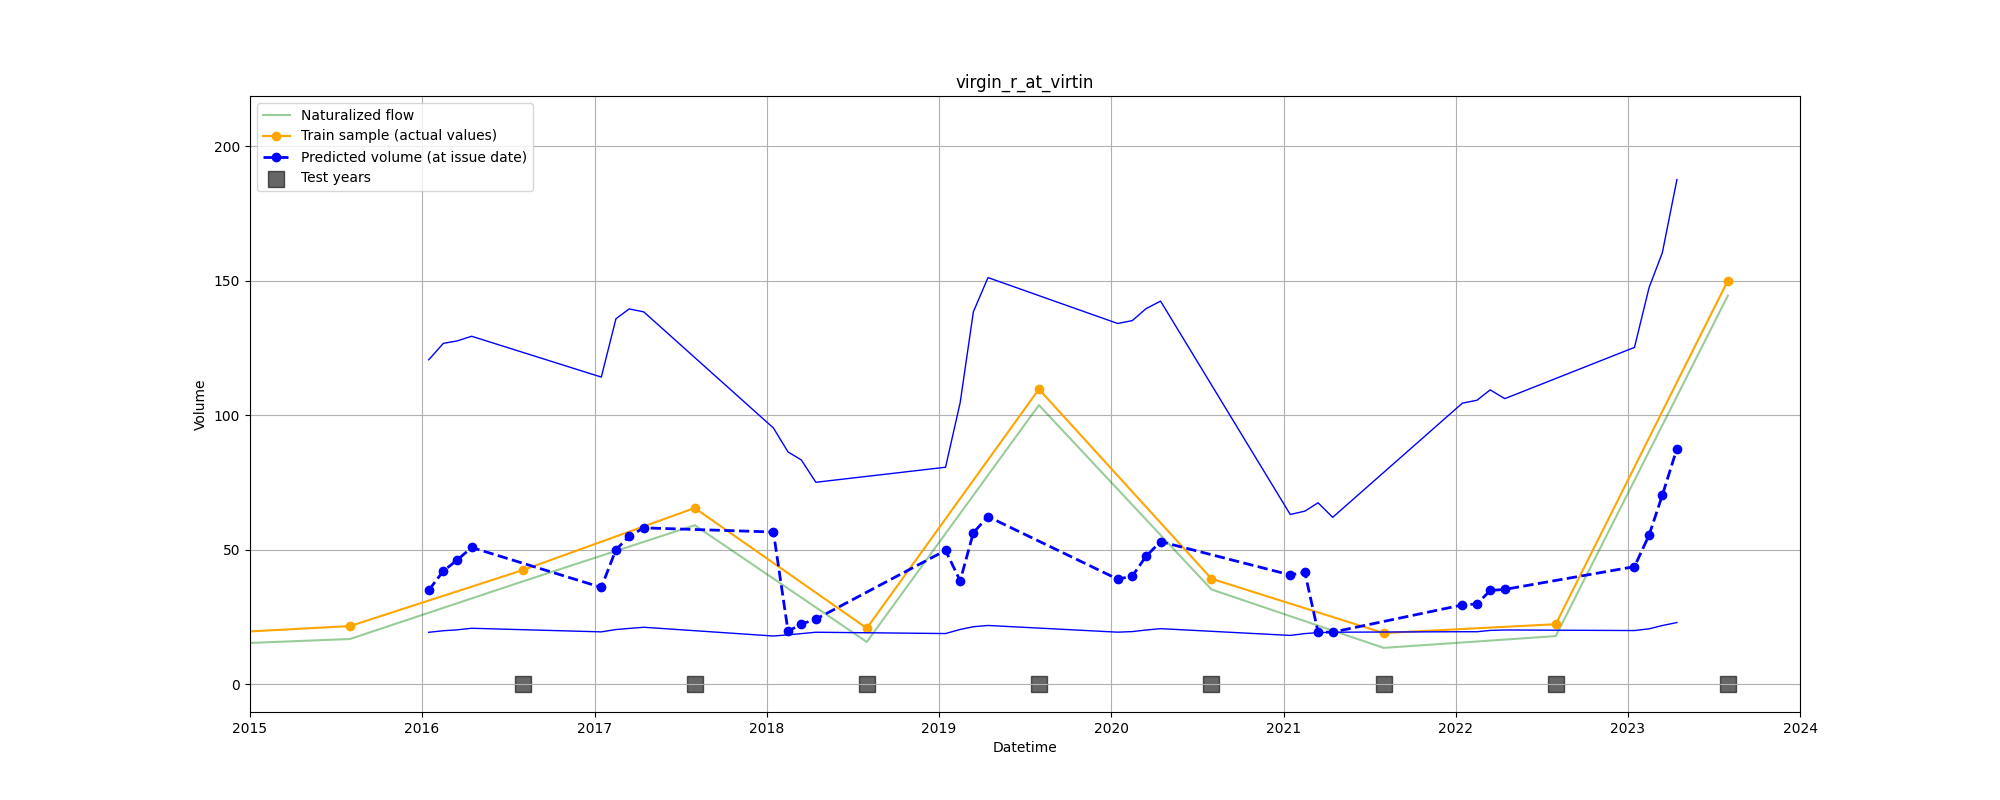 virgin_r_at_virtin
Naturalized flow
Train sample (actual values)
Predicted volume (at issue date)
Test years
200
150
100
50
0
Volume
2015 2016 2017 2018 2019 2020 2021 2022 2023 2024
Datetime